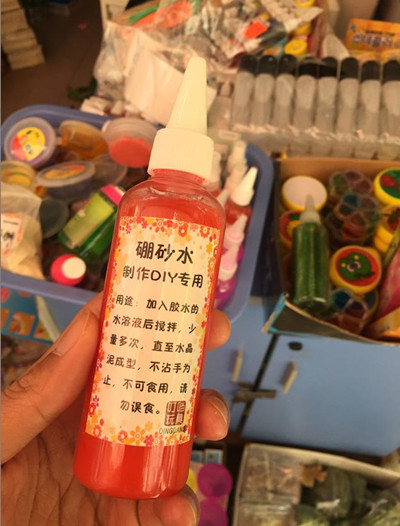 硼砂水
制作DIY专用
用途：加入胶水的
水溶液后搅拌，少
量多次，直至水晶
泥成型，不沾手为
止，不可食用，请
勿误食。